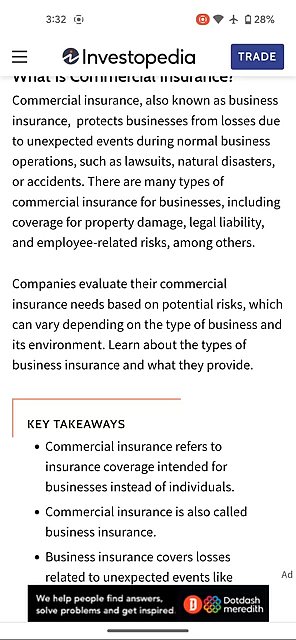 3:32 28%
Investopedia TRADE
What is Commercial Insurance?
Commercial insurance, also known as business
insurance,  protects businesses from losses due
to unexpected events during normal business
operations, such as lawsuits, natural disasters,
or accidents. There are many types of
commercial insurance for businesses, including
coverage for property damage, legal liability,
and employee-related risks, among others.
Companies evaluate their commercial
insurance needs based on potential risks, which
can vary depending on the type of business and
its environment. Learn about the types of
business insurance and what they provide.
KEY TAKEAWAYS
• Commercial insurance refers to
insurance coverage intended for
businesses instead of individuals.
• Commercial insurance is also called
business insurance.
• Business insurance covers losses
related to unexpected events like
Ad
We help people find answers,
solve problems and get inspired.
D Dotdash
meredith